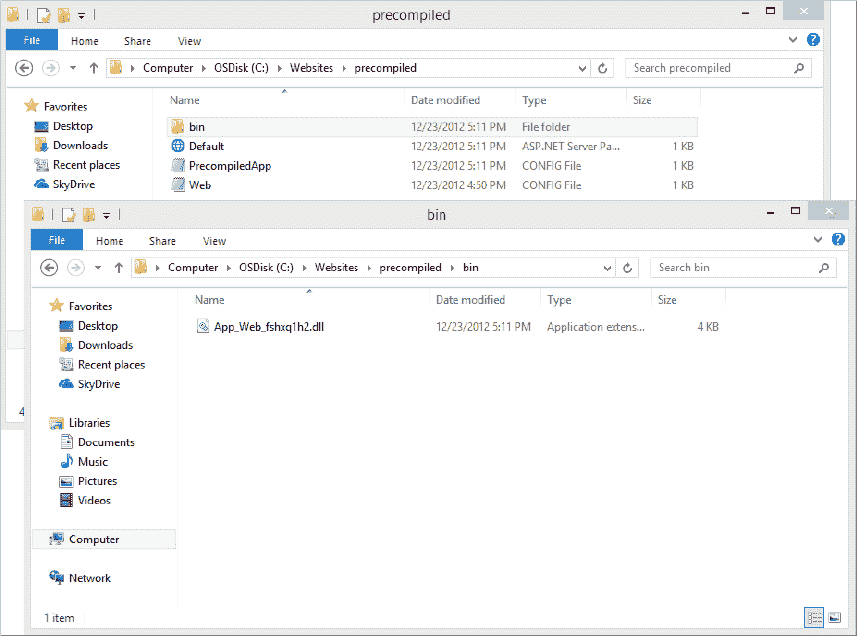 precompiled
File Home Share View
Computer OSDisk (C:) Websites precompiled Search precompiled
Favorites
Desktop
Downloads
Recent places
SkyDrive
Name Date modified Type Size
bin 12/23/2012 5:11 PM File folder
Default 12/23/2012 5:11 PM ASP.NET Server Pa... 1 KB
PrecompiledApp 12/23/2012 5:11 PM CONFIG File 1 KB
Web 12/23/2012 4:50 PM CONFIG File 1 KB
4
bin
File Home Share View
Computer OSDisk (C:) Websites precompiled bin Search bin
Favorites
Desktop
Downloads
Recent places
SkyDrive
Libraries
Documents
Music
Pictures
Videos
Computer
Network
Name Date modified Type Size
App_Web_fshxq1h2.dll 12/23/2012 5:11 PM Application extens... 4 KB
1 item